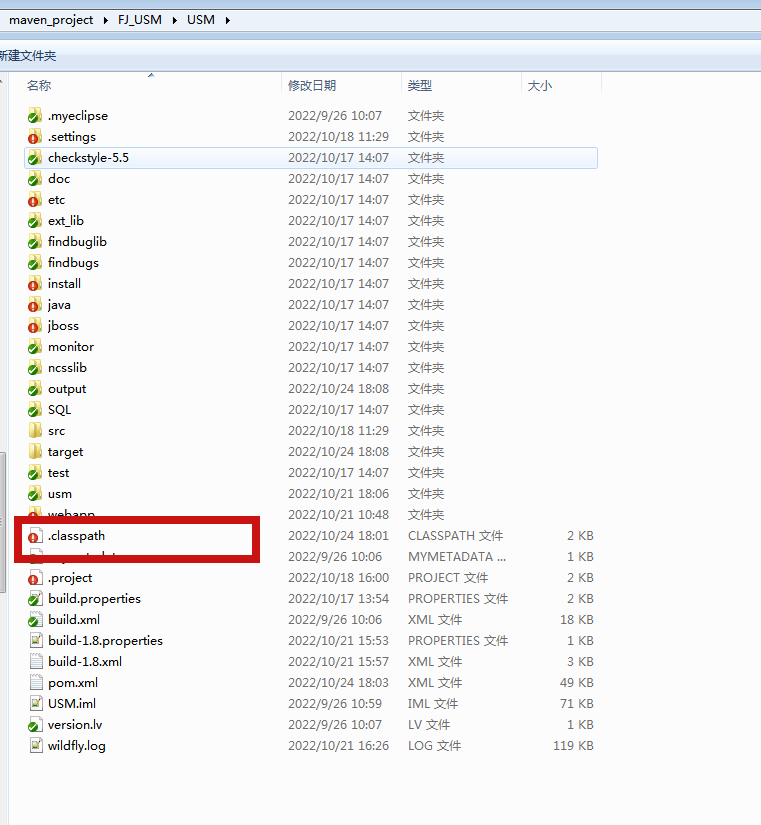 maven_project ▸ FJ_USM ▸ USM ▸
新建文件夹
名称 修改日期 类型 大小
.myeclipse 2022/9/26 10:07 文件夹
.settings 2022/10/18 11:29 文件夹
checkstyle-5.5 2022/10/17 14:07 文件夹
doc 2022/10/17 14:07 文件夹
etc 2022/10/17 14:07 文件夹
ext_lib 2022/10/17 14:07 文件夹
findbuglib 2022/10/17 14:07 文件夹
findbugs 2022/10/17 14:07 文件夹
install 2022/10/17 14:07 文件夹
java 2022/10/17 14:07 文件夹
jboss 2022/10/17 14:07 文件夹
monitor 2022/10/17 14:07 文件夹
ncsslib 2022/10/17 14:07 文件夹
output 2022/10/24 18:08 文件夹
SQL 2022/10/17 14:07 文件夹
src 2022/10/18 11:29 文件夹
target 2022/10/24 18:08 文件夹
test 2022/10/17 14:07 文件夹
usm 2022/10/21 18:06 文件夹
webapp 2022/10/21 10:48 文件夹
.classpath 2022/10/24 18:01 CLASSPATH 文件 2 KB
2022/9/26 10:06 MYMETADATA ... 1 KB
.project 2022/10/18 16:00 PROJECT 文件 2 KB
build.properties 2022/10/17 13:54 PROPERTIES 文件 2 KB
build.xml 2022/9/26 10:06 XML 文件 18 KB
build-1.8.properties 2022/10/21 15:53 PROPERTIES 文件 1 KB
build-1.8.xml 2022/10/21 15:57 XML 文件 3 KB
pom.xml 2022/10/24 18:03 XML 文件 49 KB
USM.iml 2022/9/26 10:59 IML 文件 71 KB
version.lv 2022/9/26 10:07 LV 文件 1 KB
wildfly.log 2022/10/21 16:26 LOG 文件 119 KB